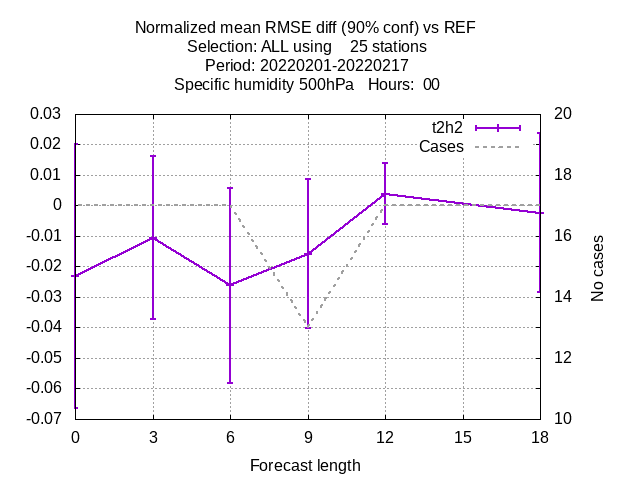 Normalized mean RMSE diff (90% conf) vs REF
Selection: ALL using    25 stations
Period: 20220201-20220217
Specific humidity 500hPa   Hours:  00
t2h2
Cases
0.03
0.02
0.01
0
-0.01
-0.02
-0.03
-0.04
-0.05
-0.06
-0.07
20
18
16
14
12
10
No cases
0 3 6 9 12 15 18
Forecast length